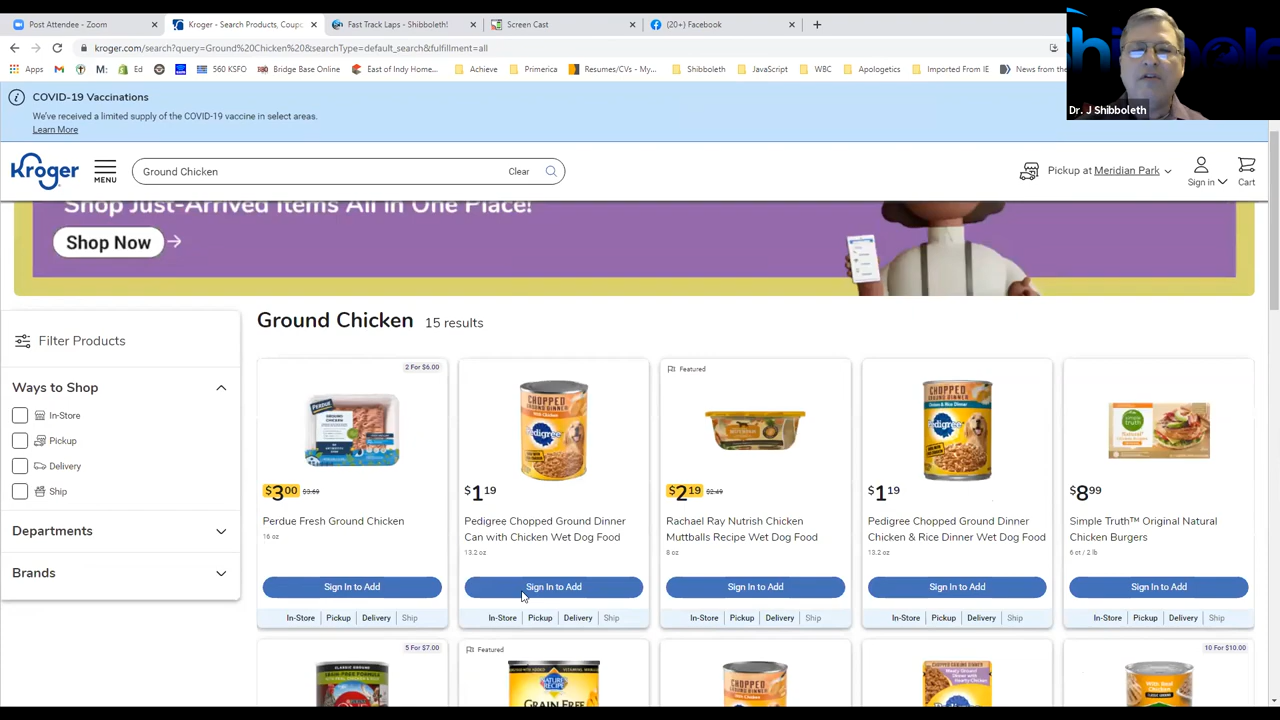 Post Attendee - Zoom
Kroger - Search Products, Coupo
Fast Track Laps - Shibboleth!
Screen Cast
(20+) Facebook
kroger.com/search?query=Ground%20Chicken%20&searchType=default_search&fulfillment=all
Apps
M:
Ed
560 KSFO
Bridge Base Online
East of Indy Home...
Achieve
Primerica
Resumes/CVs - My...
Shibboleth
JavaScript
WBC
Apologetics
Imported From IE
News from the
Dr. J Shibboleth
COVID-19 Vaccinations
We've received a limited supply of the COVID-19 vaccine in select areas.
Learn More
Kroger
MENU
Ground Chicken
Clear
Pickup at Meridian Park
Sign in
Cart
Shop Just-Arrived Items All in One Place!
Shop Now
Ground Chicken 15 results
Filter Products
Ways to Shop
In-Store
Pickup
Delivery
Ship
Departments
Brands
2 For $6.00
$3.00 $3.69
Perdue Fresh Ground Chicken
16 oz
Sign In to Add
In-Store Pickup Delivery Ship
$1.19
Pedigree Chopped Ground Dinner
Can with Chicken Wet Dog Food
13.2 oz
Sign In to Add
In-Store Pickup Delivery Ship
Featured
$2.19 $2.49
Rachael Ray Nutrish Chicken
Muttballs Recipe Wet Dog Food
8 oz
Sign In to Add
In-Store Pickup Delivery Ship
$1.19
Pedigree Chopped Ground Dinner
Chicken & Rice Dinner Wet Dog Food
13.2 oz
Sign In to Add
In-Store Pickup Delivery Ship
$8.99
Simple Truth™ Original Natural
Chicken Burgers
6 ct / 2 lb
Sign In to Add
In-Store Pickup Delivery Ship
5 For $7.00
Featured
10 For $10.00